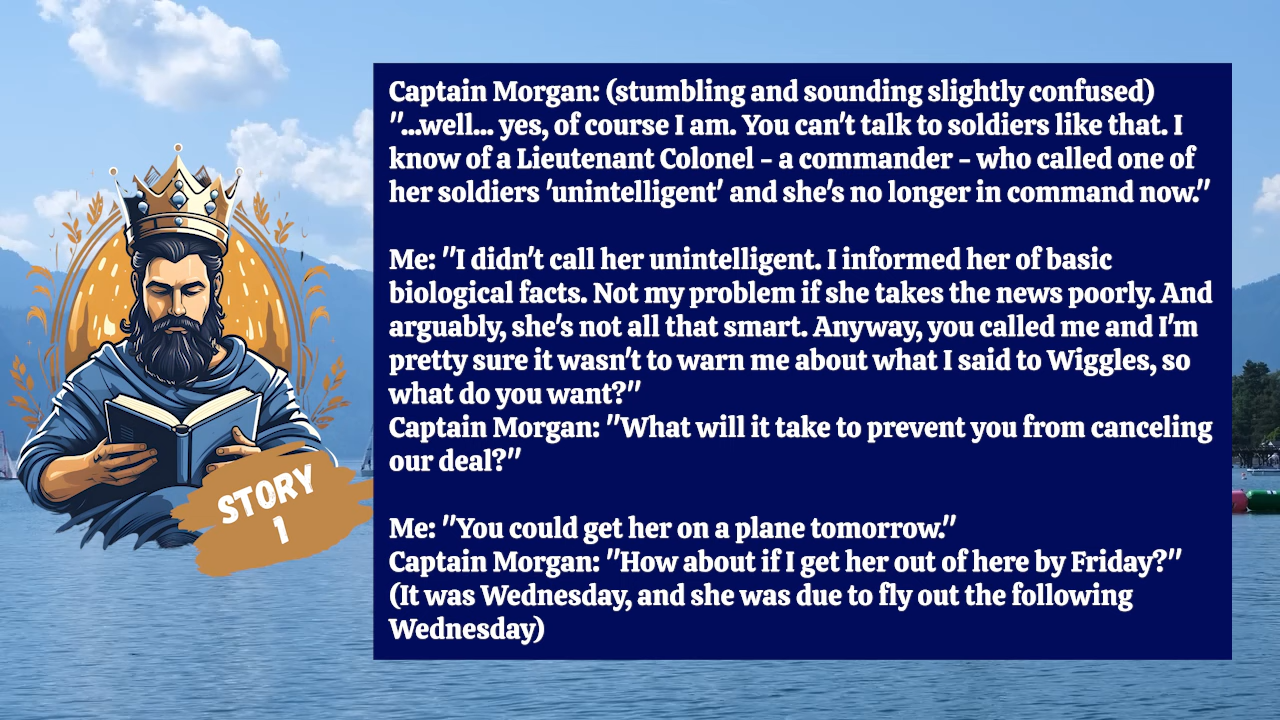 Captain Morgan: (stumbling and sounding slightly confused)
"...well... yes, of course I am. You can't talk to soldiers like that. I
know of a Lieutenant Colonel - a commander - who called one of
her soldiers 'unintelligent' and she's no longer in command now."
Me: "I didn't call her unintelligent. I informed her of basic
biological facts. Not my problem if she takes the news poorly. And
arguably, she's not all that smart. Anyway, you called me and I'm
pretty sure it wasn't to warn me about what I said to Wiggles, so
what do you want?"
Captain Morgan: "What will it take to prevent you from canceling
our deal?"
Me: "You could get her on a plane tomorrow."
Captain Morgan: "How about if I get her out of here by Friday?"
(It was Wednesday, and she was due to fly out the following
Wednesday)
STORY
1